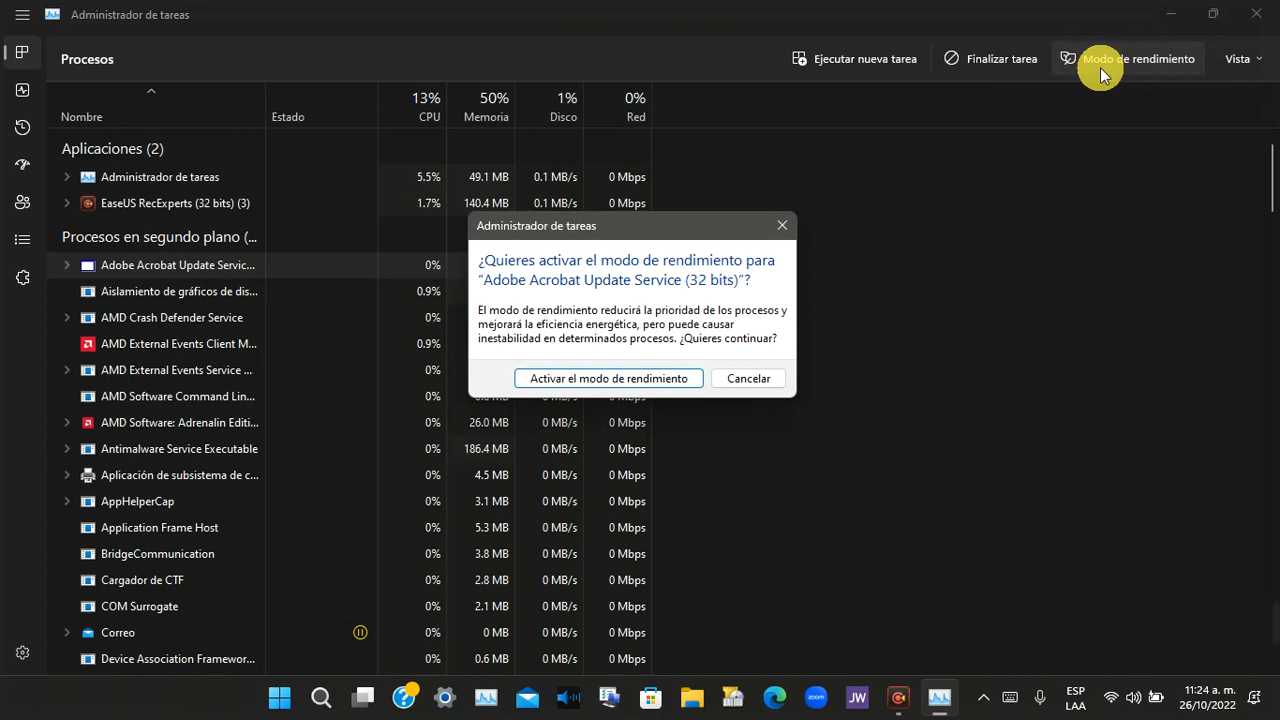 Administrador de tareas
Procesos
Ejecutar nueva tarea
Finalizar tarea
Modo de rendimiento
Vista
13% 50% 1% 0%
Nombre Estado CPU Memoria Disco Red
Aplicaciones (2)
Administrador de tareas 5.5% 49.1 MB 0.1 MB/s 0 Mbps
EaseUS RecExperts (32 bits) (3) 1.7% 140.4 MB 0.1 MB/s 0 Mbps
Procesos en segundo plano (...
Adobe Acrobat Update Servic... 0%
Aislamiento de gráficos de dis... 0.9%
AMD Crash Defender Service 0%
AMD External Events Client M... 0.9%
AMD External Events Service ... 0%
AMD Software Command Lin... 0% MB 0 MB/s 0 Mbps
AMD Software: Adrenalin Editi... 0% 26.0 MB 0 MB/s 0 Mbps
Antimalware Service Executable 0% 186.4 MB 0 MB/s 0 Mbps
Aplicación de subsistema de c... 0% 4.5 MB 0 MB/s 0 Mbps
AppHelperCap 0% 3.1 MB 0 MB/s 0 Mbps
Application Frame Host 0% 5.3 MB 0 MB/s 0 Mbps
BridgeCommunication 0% 3.8 MB 0 MB/s 0 Mbps
Cargador de CTF 0% 2.8 MB 0 MB/s 0 Mbps
COM Surrogate 0% 2.1 MB 0 MB/s 0 Mbps
Correo 0% 0 MB 0 MB/s 0 Mbps
Device Association Framewor... 0% 0.6 MB 0 MB/s 0 Mbps
Administrador de tareas
¿Quieres activar el modo de rendimiento para
“Adobe Acrobat Update Service (32 bits)”?
El modo de rendimiento reducirá la prioridad de los procesos y
mejorará la eficiencia energética, pero puede causar
inestabilidad en determinados procesos. ¿Quieres continuar?
Activar el modo de rendimiento
Cancelar
zoom
JW
ESP
LAA
11:24 a. m.
26/10/2022